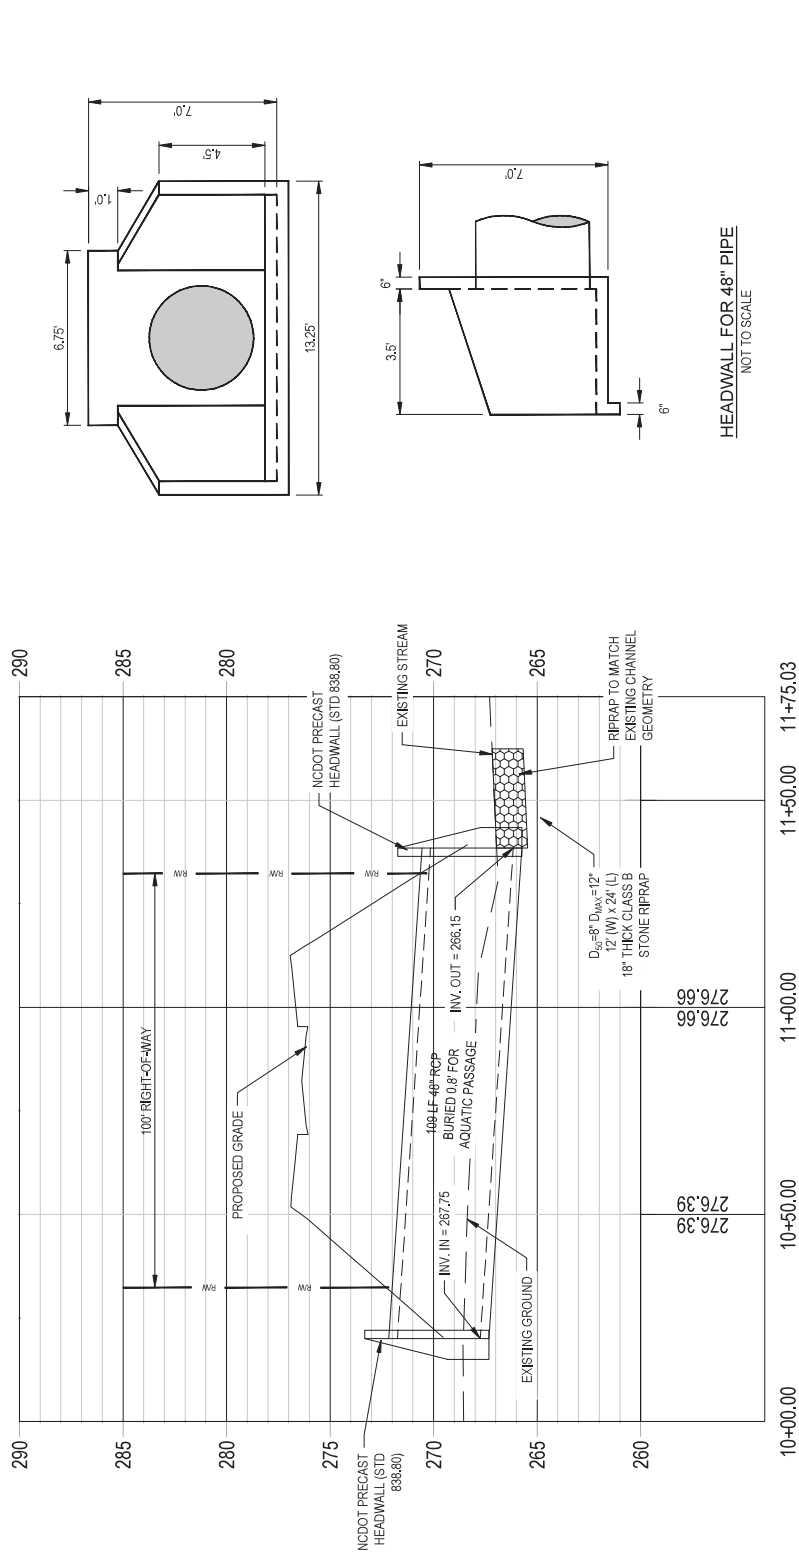 290
285
280
275
270
265
260
290
285
280
270
265
10+00.00
10+50.00
11+00.00
11+50.00
11+75.03
276.39
276.39
276.66
276.66
NCDOT PRECAST
HEADWALL (STD
838.80)
100' RIGHT-OF-WAY
R/W
R/W
R/W
R/W
R/W
PROPOSED GRADE
INV. IN = 267.75
EXISTING GROUND
109 LF 48" RCP
BURIED 0.8' FOR
AQUATIC PASSAGE
INV. OUT = 266.15
NCDOT PRECAST
HEADWALL (STD 838.80)
EXISTING STREAM
RIPRAP TO MATCH
EXISTING CHANNEL
GEOMETRY
D50=8" DMAX=12"
12' (W) x 24' (L)
18" THICK CLASS B
STONE RIPRAP
6.75'
1.0'
4.5'
7.0'
13.25'
3.5'
6"
7.0'
6"
HEADWALL FOR 48" PIPE
NOT TO SCALE